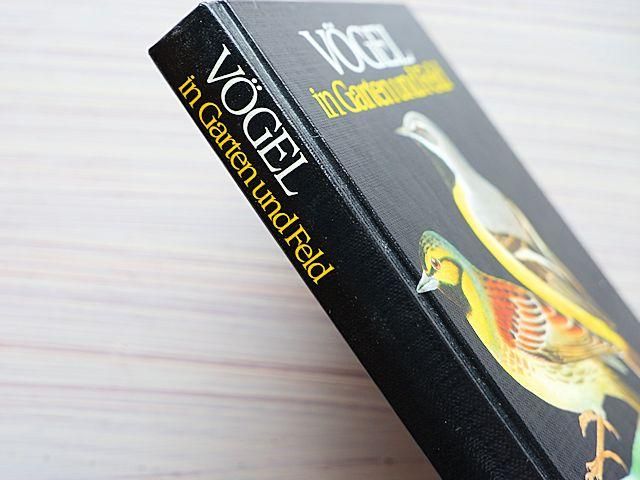 VÖGEL
in Garten und Feld
VÖGEL
in Garten und Feld